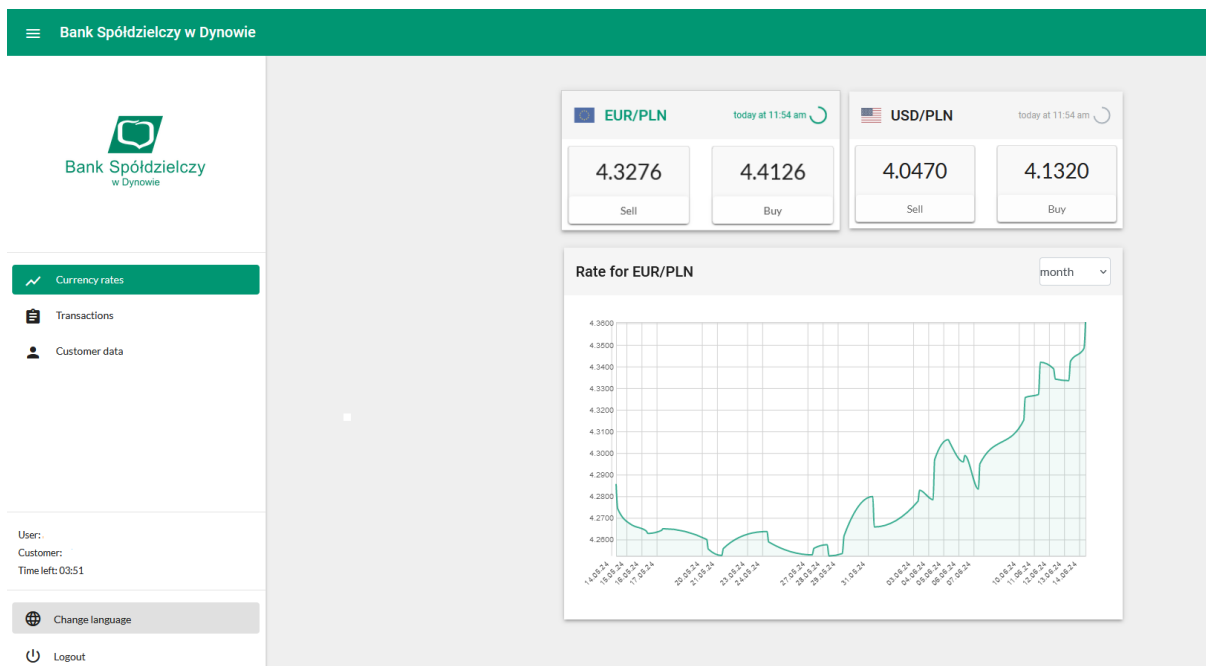 Bank Spółdzielczy w Dynowie
Bank Spółdzielczy
w Dynowie
Currency rates
Transactions
Customer data
User:
Customer:
Time left: 03:51
Change language
Logout
EUR/PLN today at 11:54 am
4.3276 4.4126
Sell Buy
USD/PLN today at 11:54 am
4.0470 4.1320
Sell Buy
Rate for EUR/PLN month
4.3600
4.3500
4.3400
4.3300
4.3200
4.3100
4.3000
4.2900
4.2800
4.2700
4.2600
14.05.24 15.05.24 16.05.24 17.05.24 20.05.24 21.05.24 23.05.24 24.05.24 27.05.24 28.05.24 29.05.24 31.05.24 03.06.24 04.06.24 05.06.24 06.06.24 07.06.24 10.06.24 11.06.24 12.06.24 13.06.24 14.06.24